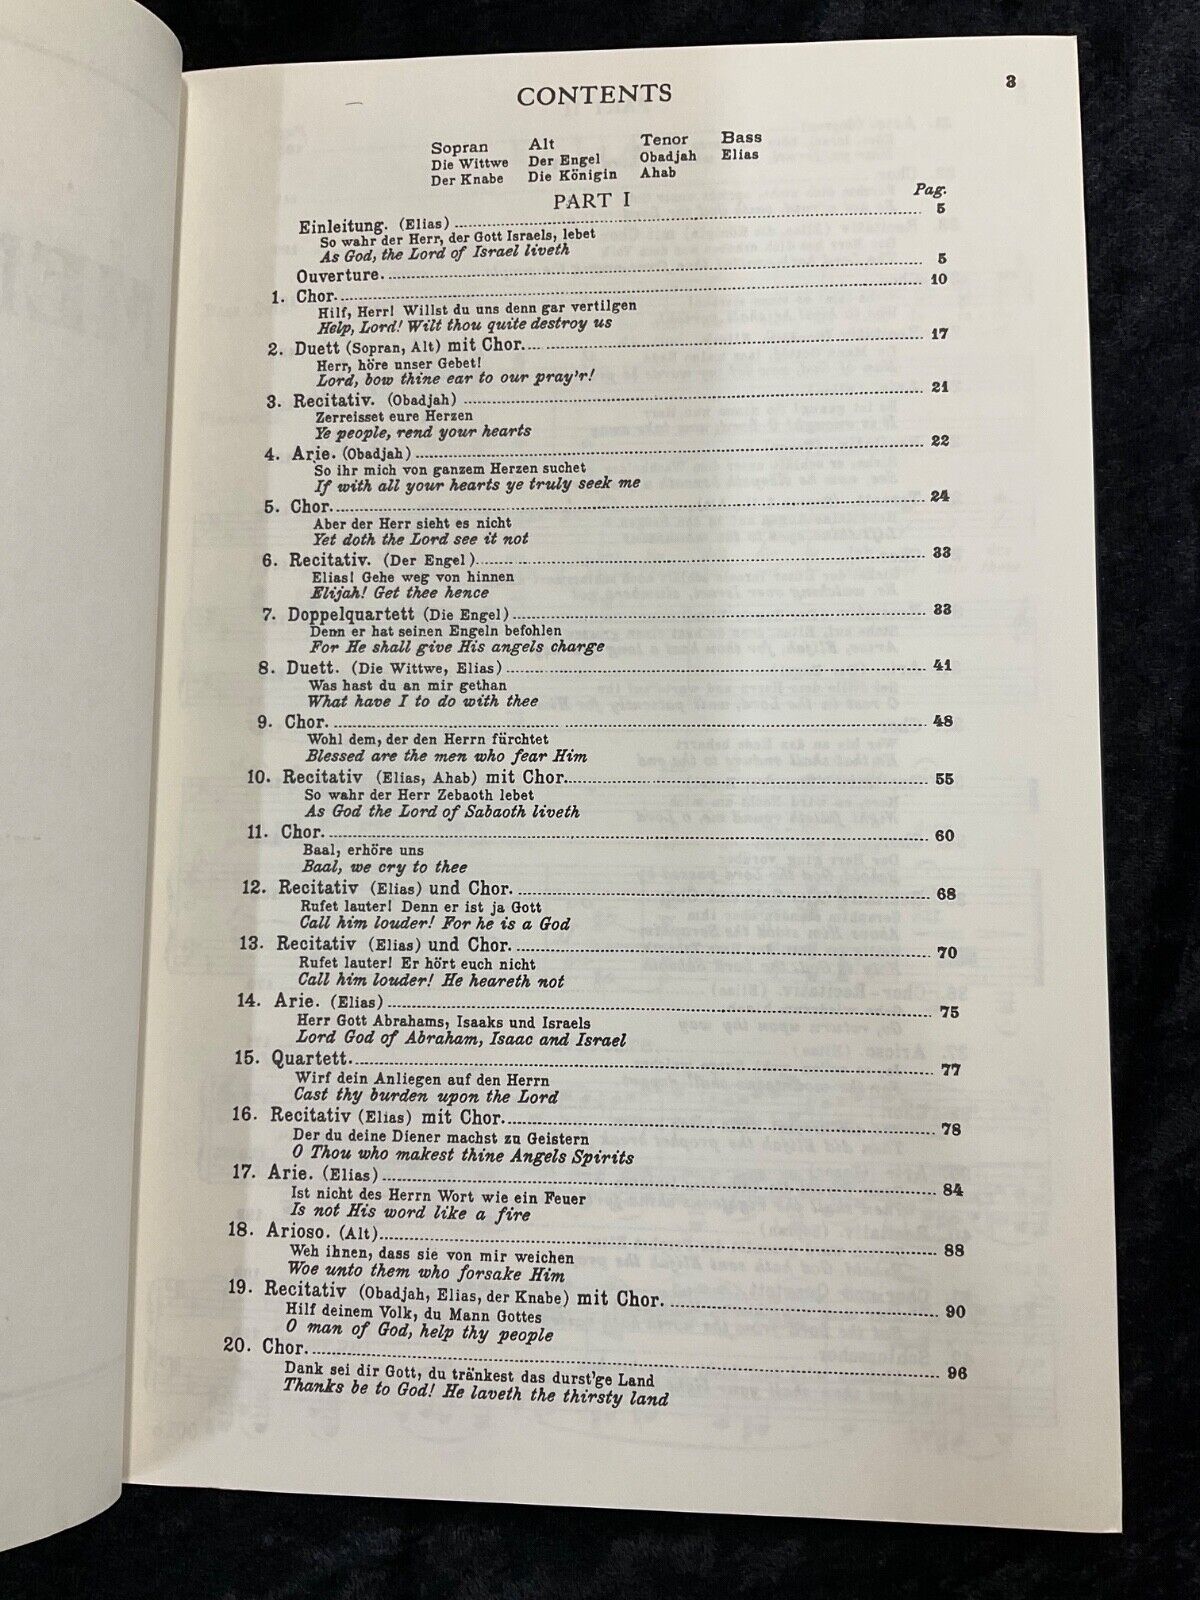 3
CONTENTS
Sopran Alt Tenor Bass
Die Wittwe Der Engel Obadjah Elias
Der Knabe Die Königin Ahab
PART I
Pag.
Einleitung. (Elias) 5
So wahr der Herr, der Gott Israels, lebet
As God, the Lord of Israel liveth
Ouverture. 5
1. Chor. 10
Hilf, Herr! Willst du uns denn gar vertilgen
Help, Lord! Wilt thou quite destroy us
2. Duett (Sopran, Alt) mit Chor. 17
Herr, höre unser Gebet!
Lord, bow thine ear to our pray'r!
3. Recitativ. (Obadjah) 21
Zerreisset eure Herzen
Ye people, rend your hearts
4. Arie. (Obadjah) 22
So ihr mich von ganzem Herzen suchet
If with all your hearts ye truly seek me
5. Chor. 24
Aber der Herr sieht es nicht
Yet doth the Lord see it not
6. Recitativ. (Der Engel) 33
Elias! Gehe weg von hinnen
Elijah! Get thee hence
7. Doppelquartett (Die Engel) 33
Denn er hat seinen Engeln befohlen
For He shall give His angels charge
8. Duett. (Die Wittwe, Elias) 41
Was hast du an mir gethan
What have I to do with thee
9. Chor. 48
Wohl dem, der den Herrn fürchtet
Blessed are the men who fear Him
10. Recitativ (Elias, Ahab) mit Chor. 55
So wahr der Herr Zebaoth lebet
As God the Lord of Sabaoth liveth
11. Chor. 60
Baal, erhöre uns
Baal, we cry to thee
12. Recitativ (Elias) und Chor. 68
Rufet lauter! Denn er ist ja Gott
Call him louder! For he is a God
13. Recitativ (Elias) und Chor. 70
Rufet lauter! Er hört euch nicht
Call him louder! He heareth not
14. Arie. (Elias) 75
Herr Gott Abrahams, Isaaks und Israels
Lord God of Abraham, Isaac and Israel
15. Quartett. 77
Wirf dein Anliegen auf den Herrn
Cast thy burden upon the Lord
16. Recitativ (Elias) mit Chor. 78
Der du deine Diener machst zu Geistern
O Thou who makest thine Angels Spirits
17. Arie. (Elias) 84
Ist nicht des Herrn Wort wie ein Feuer
Is not His word like a fire
18. Arioso. (Alt) 88
Weh ihnen, dass sie von mir weichen
Woe unto them who forsake Him
19. Recitativ (Obadjah, Elias, der Knabe) mit Chor. 90
Hilf deinem Volk, du Mann Gottes
O man of God, help thy people
20. Chor. 96
Dank sei dir Gott, du tränkest das durst'ge Land
Thanks be to God! He laveth the thirsty land